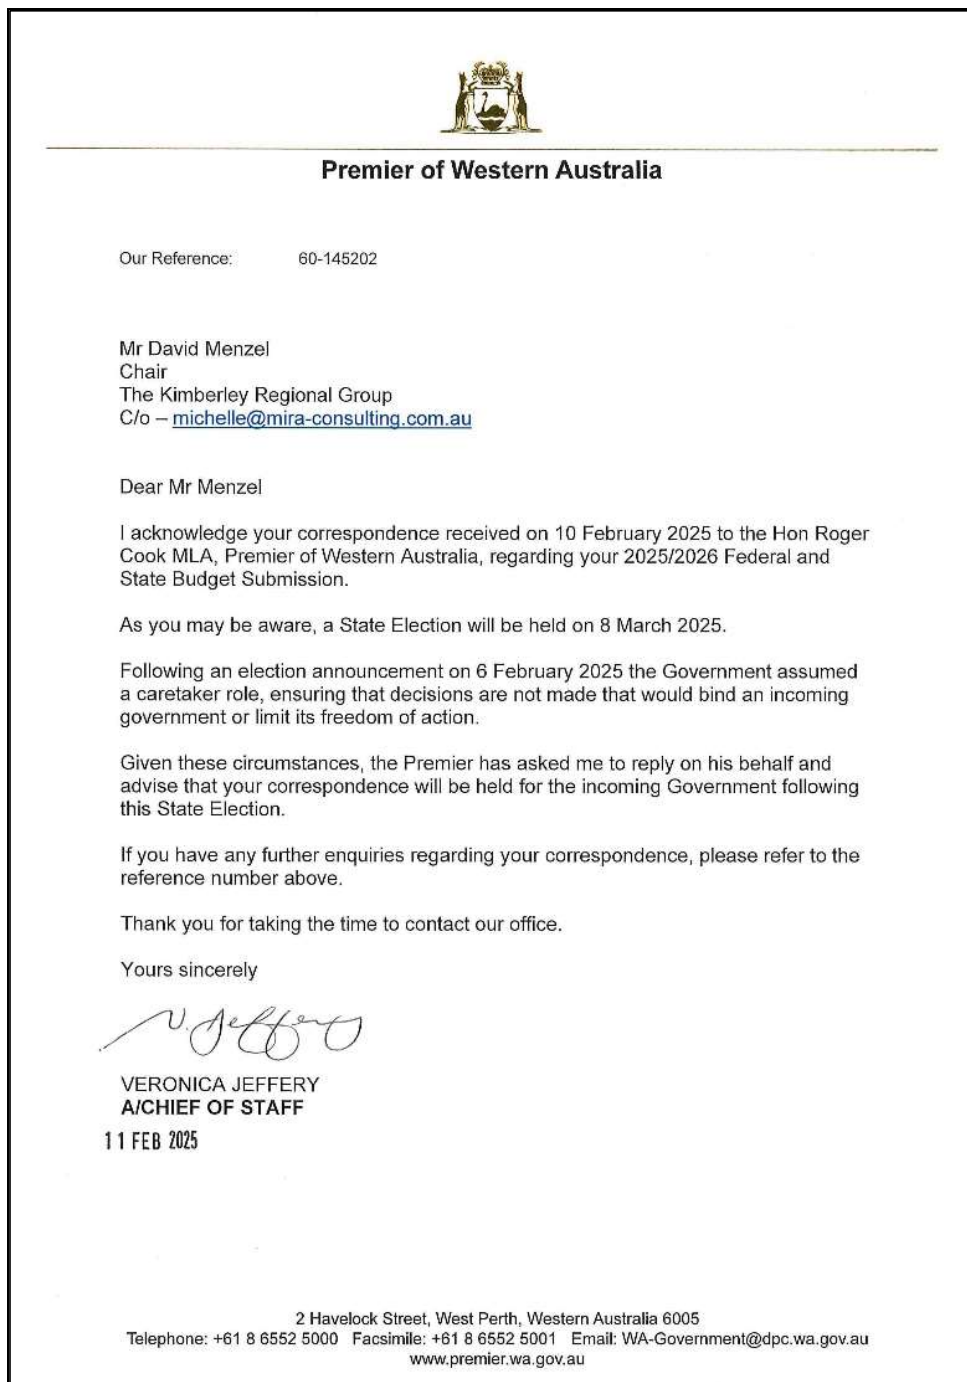 Premier of Western Australia
Our Reference: 60-145202
Mr David Menzel
Chair
The Kimberley Regional Group
C/o – michelle@mira-consulting.com.au
Dear Mr Menzel
I acknowledge your correspondence received on 10 February 2025 to the Hon Roger
Cook MLA, Premier of Western Australia, regarding your 2025/2026 Federal and
State Budget Submission.
As you may be aware, a State Election will be held on 8 March 2025.
Following an election announcement on 6 February 2025 the Government assumed
a caretaker role, ensuring that decisions are not made that would bind an incoming
government or limit its freedom of action.
Given these circumstances, the Premier has asked me to reply on his behalf and
advise that your correspondence will be held for the incoming Government following
this State Election.
If you have any further enquiries regarding your correspondence, please refer to the
reference number above.
Thank you for taking the time to contact our office.
Yours sincerely
V. Jeffery
VERONICA JEFFERY
A/CHIEF OF STAFF
11 FEB 2025
2 Havelock Street, West Perth, Western Australia 6005
Telephone: +61 8 6552 5000 Facsimile: +61 8 6552 5001 Email: WA-Government@dpc.wa.gov.au
www.premier.wa.gov.au